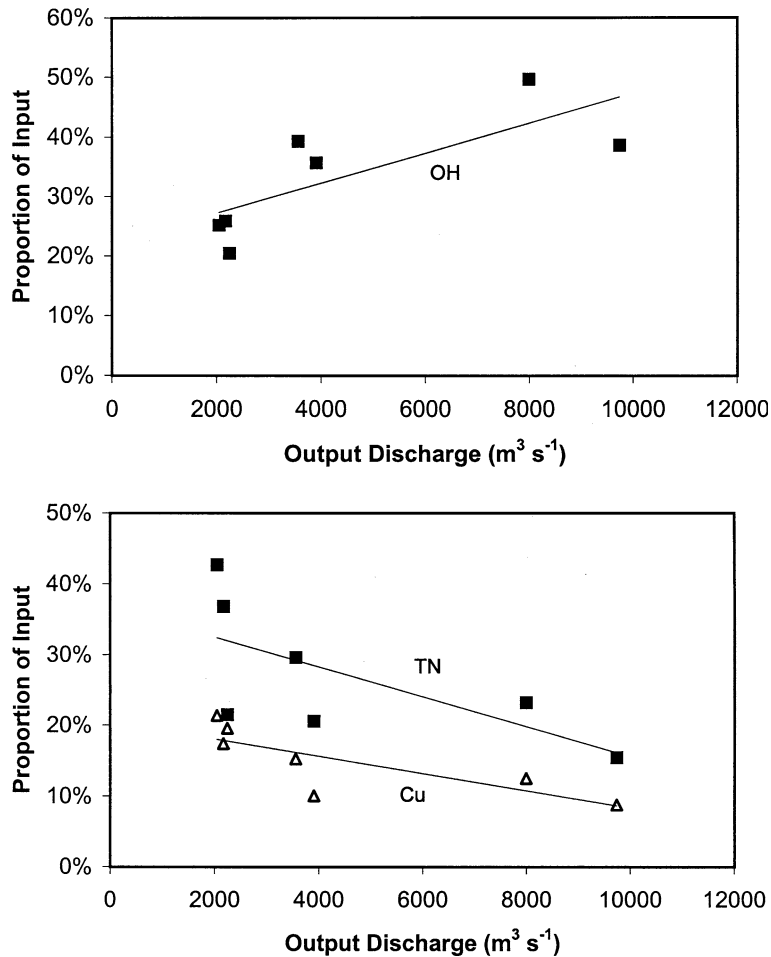 60%
50%
40%
30%
20%
10%
0%
Proportion of Input
OH
0 2000 4000 6000 8000 10000 12000
Output Discharge (m³ s⁻¹)
50%
40%
30%
20%
10%
0%
Proportion of Input
TN
Cu
0 2000 4000 6000 8000 10000 12000
Output Discharge (m³ s⁻¹)